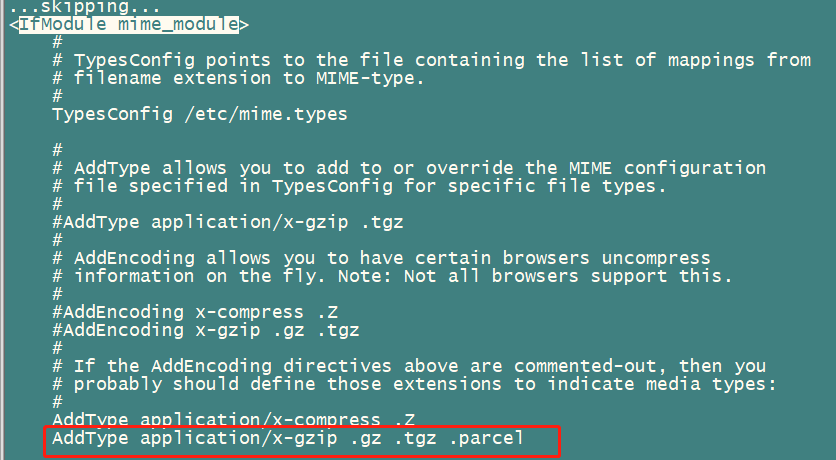 ...skipping...
<IfModule mime_module>
#
# TypesConfig points to the file containing the list of mappings from
# filename extension to MIME-type.
#
TypesConfig /etc/mime.types
#
# AddType allows you to add to or override the MIME configuration
# file specified in TypesConfig for specific file types.
#
#AddType application/x-gzip .tgz
#
# AddEncoding allows you to have certain browsers uncompress
# information on the fly. Note: Not all browsers support this.
#
#AddEncoding x-compress .Z
#AddEncoding x-gzip .gz .tgz
#
# If the AddEncoding directives above are commented-out, then you
# probably should define those extensions to indicate media types:
#
AddType application/x-compress .Z
AddType application/x-gzip .gz .tgz .parcel